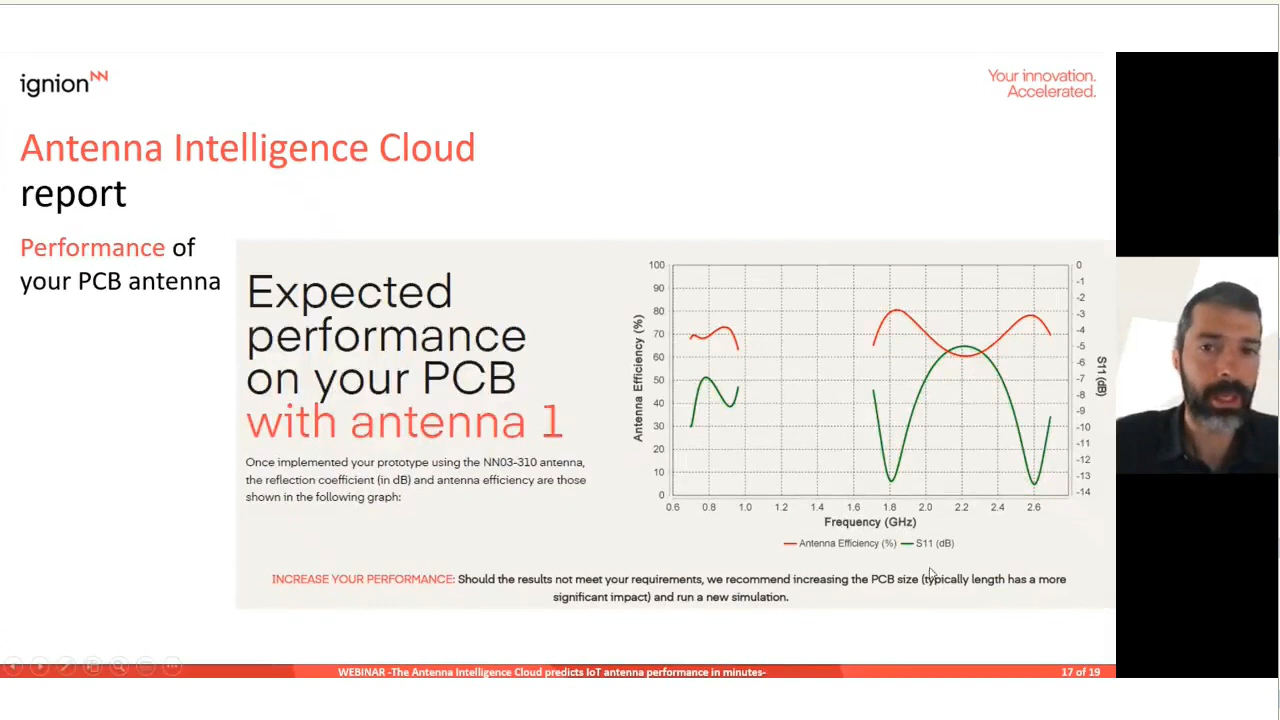 ignion
Your innovation.
Accelerated.
Antenna Intelligence Cloud
report
Performance of
your PCB antenna
Expected
performance
on your PCB
with antenna 1
Once implemented your prototype using the NN03-310 antenna,
the reflection coefficient (in dB) and antenna efficiency are those
shown in the following graph:
Antenna Efficiency (%)
100
90
80
70
60
50
40
30
20
10
0
0
-1
-2
-3
-4
-5
-6
-7
-8
-9
-10
-11
-12
-13
-14
S11 (dB)
0.6 0.8 1.0 1.2 1.4 1.6 1.8 2.0 2.2 2.4 2.6
Frequency (GHz)
Antenna Efficiency (%) S11 (dB)
INCREASE YOUR PERFORMANCE: Should the results not meet your requirements, we recommend increasing the PCB size (typically length has a more
significant impact) and run a new simulation.
WEBINAR -The Antenna Intelligence Cloud predicts IoT antenna performance in minutes-
17 of 19